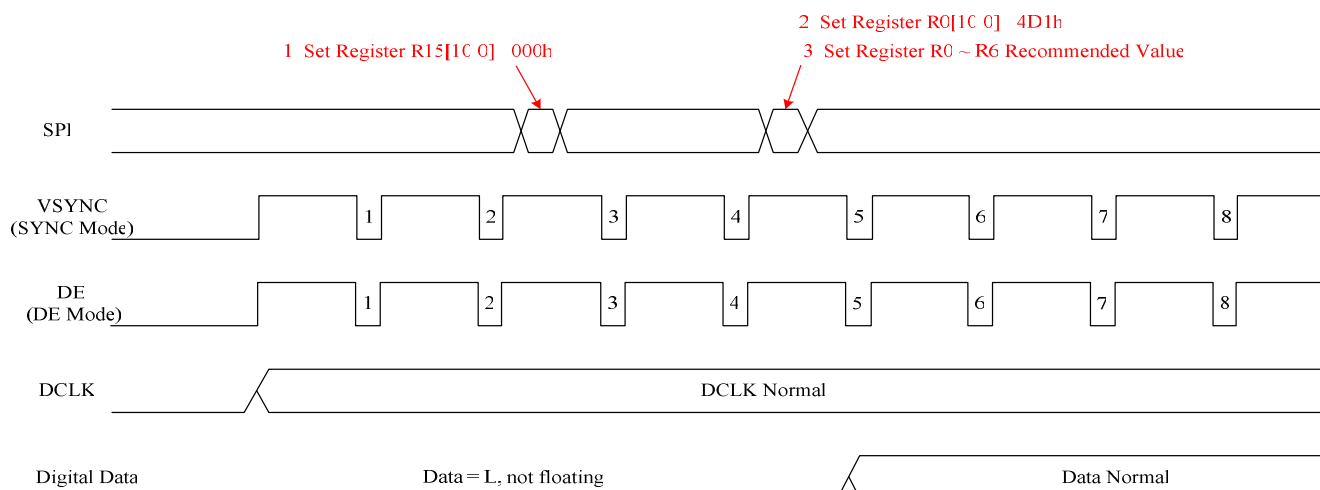 2 Set Register R0[10 0] 4D1h
1 Set Register R15[10 0] 000h
3 Set Register R0 ~ R6 Recommended Value
SPI
VSYNC
(SYNC Mode)
1 2 3 4 5 6 7 8
DE
(DE Mode)
1 2 3 4 5 6 7 8
DCLK
DCLK Normal
Digital Data
Data = L, not floating
Data Normal